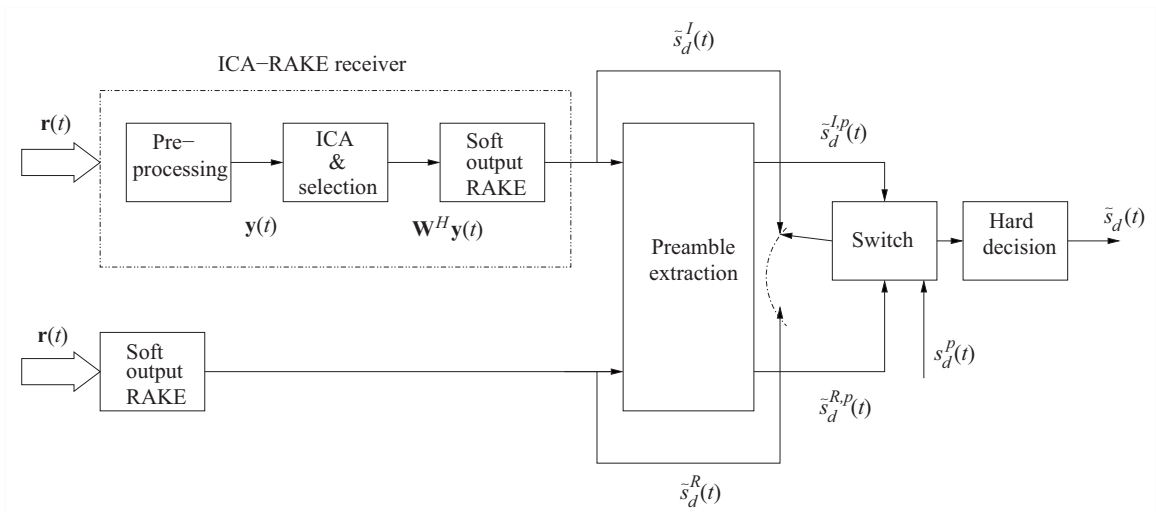 ICA−RAKE receiver
r(t)
Pre−
processing
ICA
&
selection
Soft
output
RAKE
y(t)
W^H y(t)
s̃_d^I(t)
s̃_d^{I,p}(t)
Preamble
extraction
Switch
Hard
decision
s̃_d(t)
r(t)
Soft
output
RAKE
s_d^p(t)
s̃_d^{R,p}(t)
s̃_d^R(t)